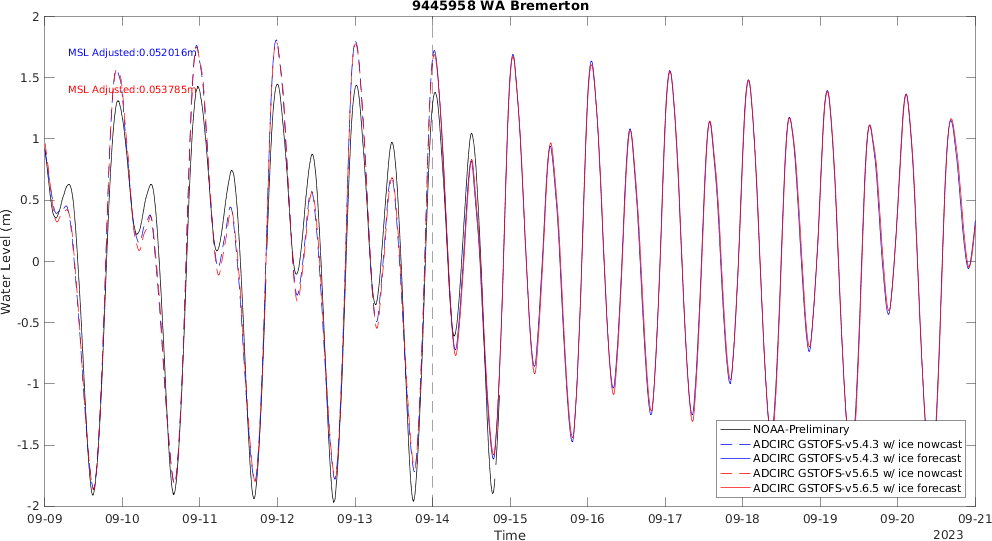 9445958 WA Bremerton
MSL Adjusted:0.052016m
MSL Adjusted:0.053785m
Water Level (m)
2
1.5
1
0.5
0
-0.5
-1
-1.5
-2
NOAA-Preliminary
ADCIRC GSTOFS-v5.4.3 w/ ice nowcast
ADCIRC GSTOFS-v5.4.3 w/ ice forecast
ADCIRC GSTOFS-v5.6.5 w/ ice nowcast
ADCIRC GSTOFS-v5.6.5 w/ ice forecast
09-09 09-10 09-11 09-12 09-13 09-14 09-15 09-16 09-17 09-18 09-19 09-20 09-21
Time
2023